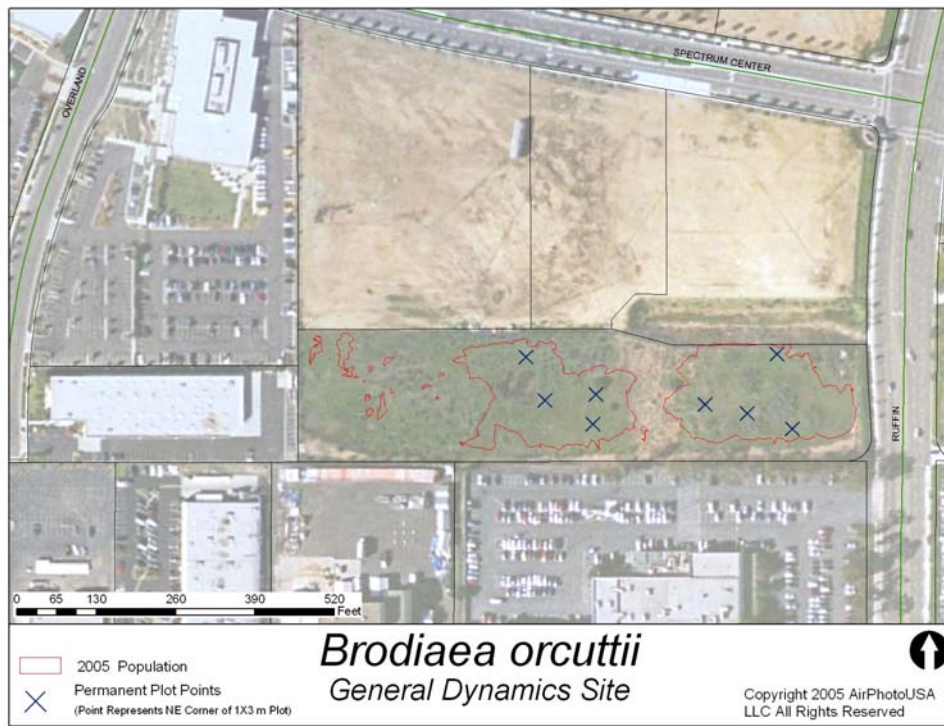 SPECTRUM CENTER
OVERLAND
RUFFIN
0 65 130 260 390 520
Feet
Brodiaea orcuttii
General Dynamics Site
2005 Population
Permanent Plot Points
(Point Represents NE Corner of 1X3 m Plot)
Copyright 2005 AirPhotoUSA
LLC All Rights Reserved